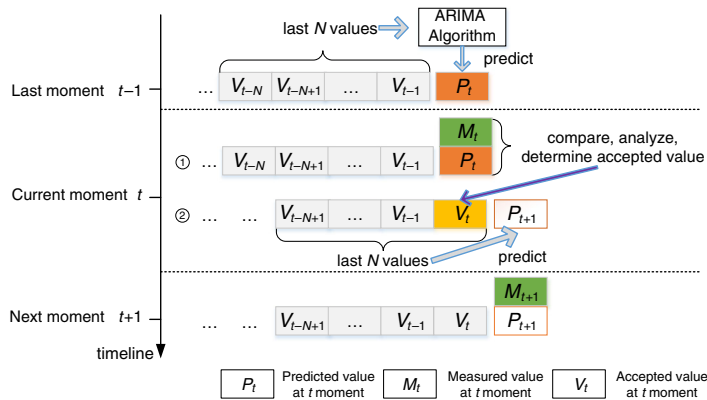 last N values
ARIMA
Algorithm
predict
Last moment t–1
... V_{t–N} V_{t–N+1} ... V_{t–1} P_t
M_t
① ... V_{t–N} V_{t–N+1} ... V_{t–1} P_t
compare, analyze,
determine accepted value
Current moment t
② ... ... V_{t–N+1} ... V_{t–1} V_t P_{t+1}
last N values
predict
M_{t+1}
Next moment t+1
... ... V_{t–N+1} ... V_{t–1} V_t P_{t+1}
timeline
P_t Predicted value
at t moment
M_t Measured value
at t moment
V_t Accepted value
at t moment